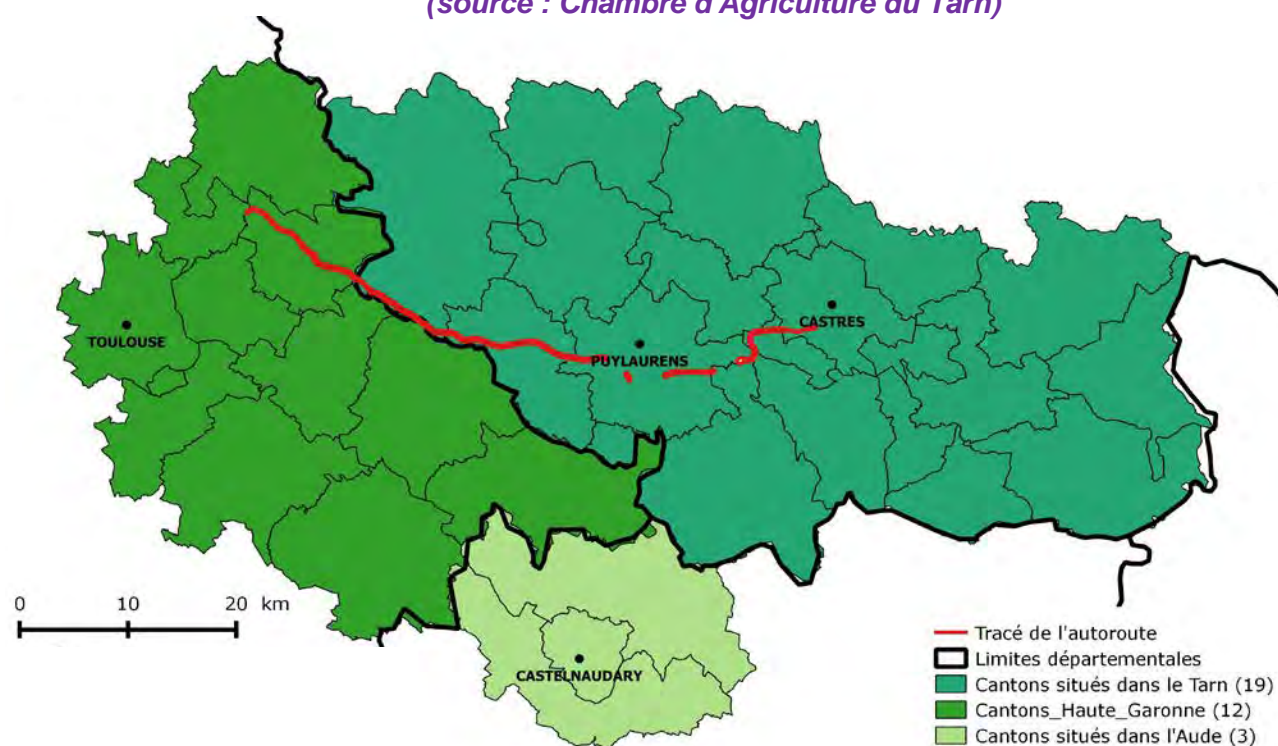 (source : Chambre d'Agriculture du Tarn)
TOULOUSE
CASTRES
PUYLAURENS
CASTELNAUDARY
0 10 20 km
Tracé de l'autoroute
Limites départementales
Cantons situés dans le Tarn (19)
Cantons_Haute_Garonne (12)
Cantons situés dans l'Aude (3)